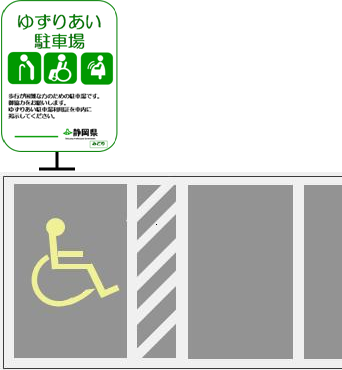 ゆずりあい
駐車場
歩行が困難な方のための駐車場です。
御協力をお願いします。
ゆずりあい駐車場利用証を車内に
掲示してください。
静岡県